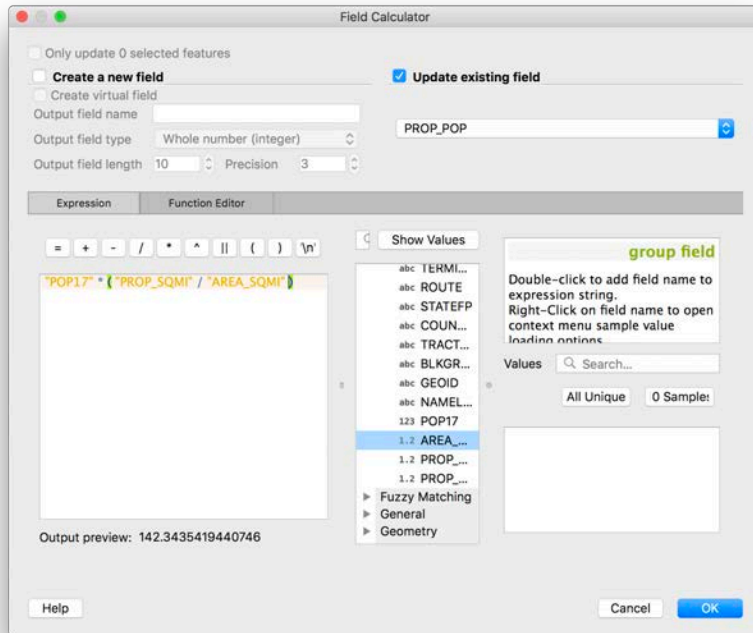 Field Calculator
Only update 0 selected features
Create a new field
Update existing field
Create virtual field
Output field name
PROP_POP
Output field type Whole number (integer)
Output field length 10 Precision 3
Expression Function Editor
= + - / * ^ || ( ) '\n'
Show Values
group field
"POP17" * ( "PROP_SQMI" / "AREA_SQMI" )
abc TERMI...
abc ROUTE
abc STATEFP
abc COUN...
abc TRACT...
abc BLKGR...
abc GEOID
abc NAMEL...
123 POP17
1.2 AREA_...
1.2 PROP_...
1.2 PROP_...
Fuzzy Matching
General
Geometry
Double-click to add field name to
expression string.
Right-Click on field name to open
context menu sample value
loading options
Values Search...
All Unique 0 Samples
Output preview: 142.3435419440746
Help Cancel OK